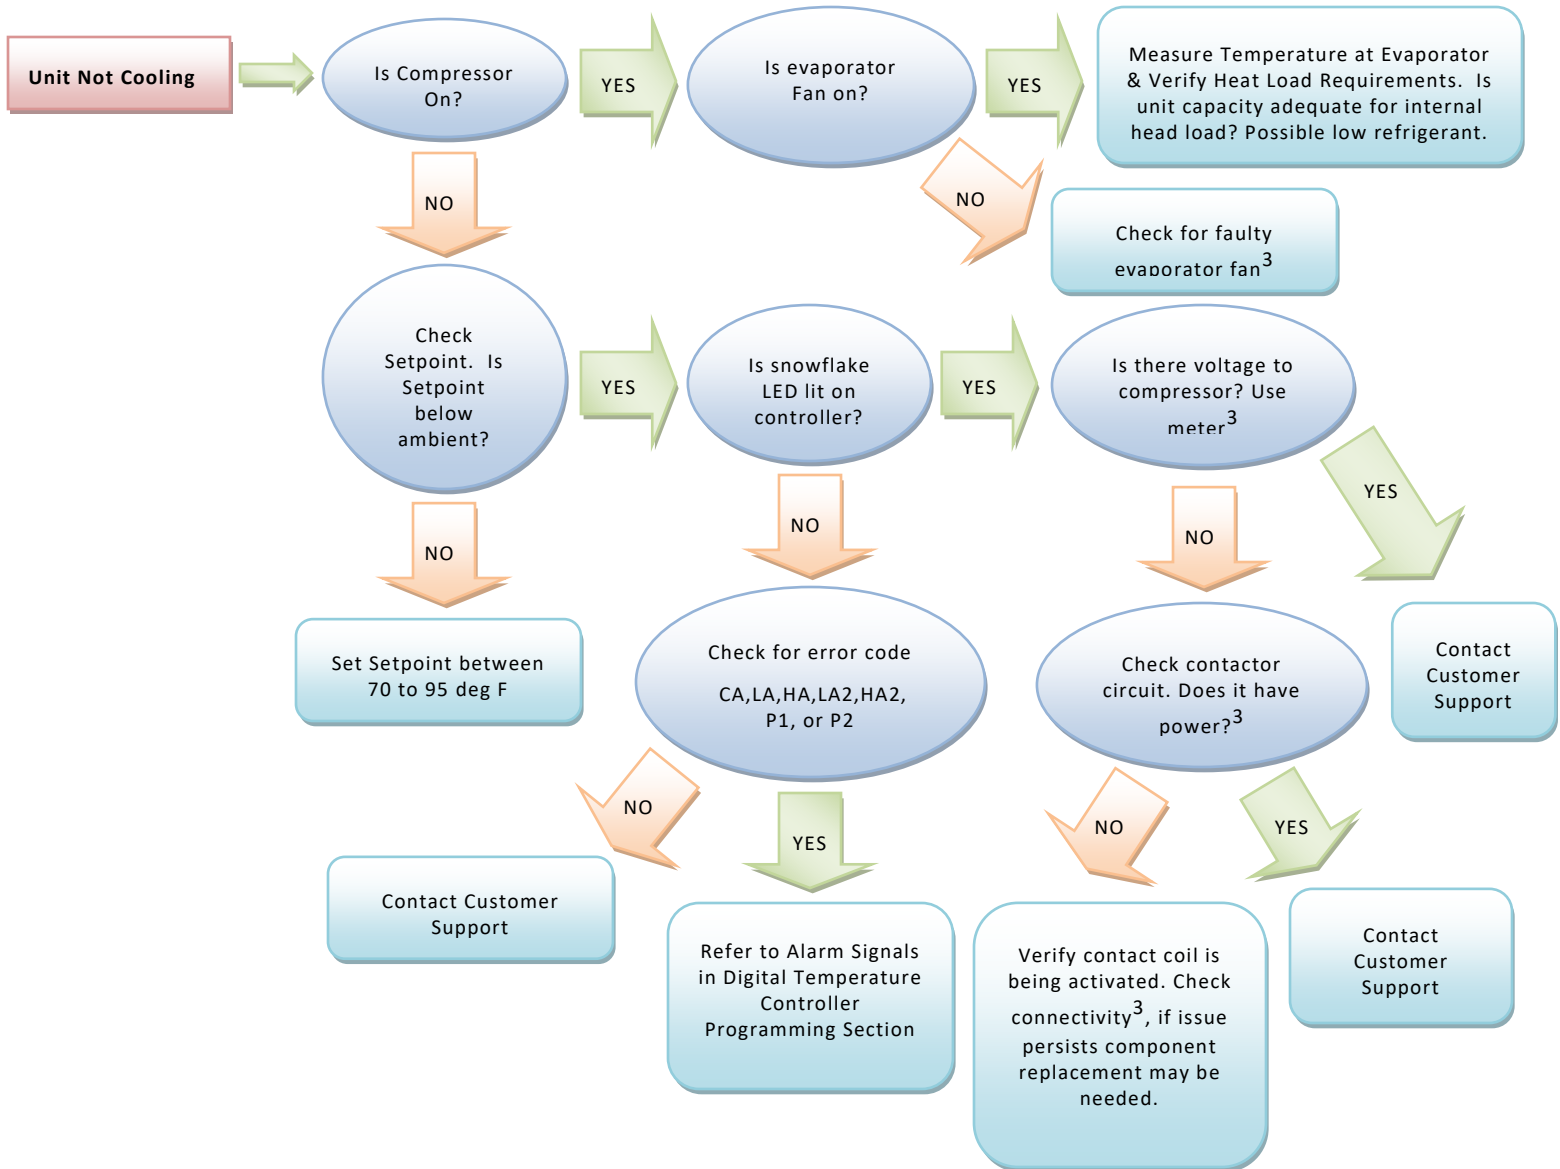 Unit Not Cooling
Is Compressor
On?
YES
Is evaporator
Fan on?
YES
Measure Temperature at Evaporator
& Verify Heat Load Requirements.  Is
unit capacity adequate for internal
head load? Possible low refrigerant.
NO
NO
Check for faulty
evaporator fan3
Check
Setpoint.  Is
Setpoint
below
ambient?
YES
Is snowflake
LED lit on
controller?
YES
Is there voltage to
compressor? Use
meter3
YES
NO
NO
NO
Set Setpoint between
70 to 95 deg F
Check for error code
CA,LA,HA,LA2,HA2,
P1, or P2
Check contactor
circuit. Does it have
power?3
Contact
Customer
Support
NO
YES
NO
YES
Contact Customer
Support
Refer to Alarm Signals
in Digital Temperature
Controller
Programming Section
Verify contact coil is
being activated. Check
connectivity3, if issue
persists component
replacement may be
needed.
Contact
Customer
Support